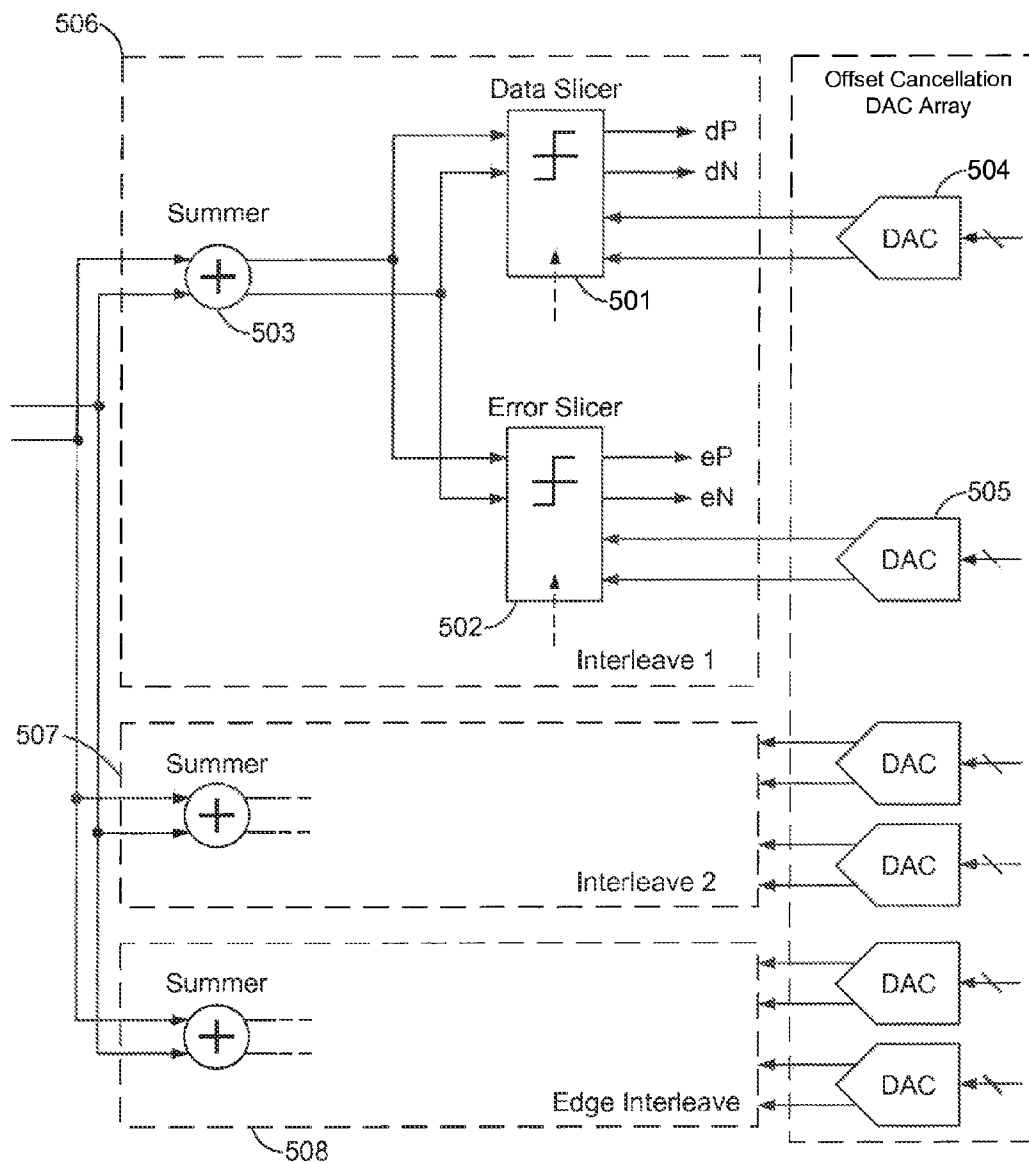 506
Data Slicer
Offset Cancellation
DAC Array
dP
dN
504
DAC
Summer
501
503
Error Slicer
eP
eN
505
DAC
502
Interleave 1
507
Summer
DAC
DAC
Interleave 2
Summer
DAC
DAC
Edge Interleave
508